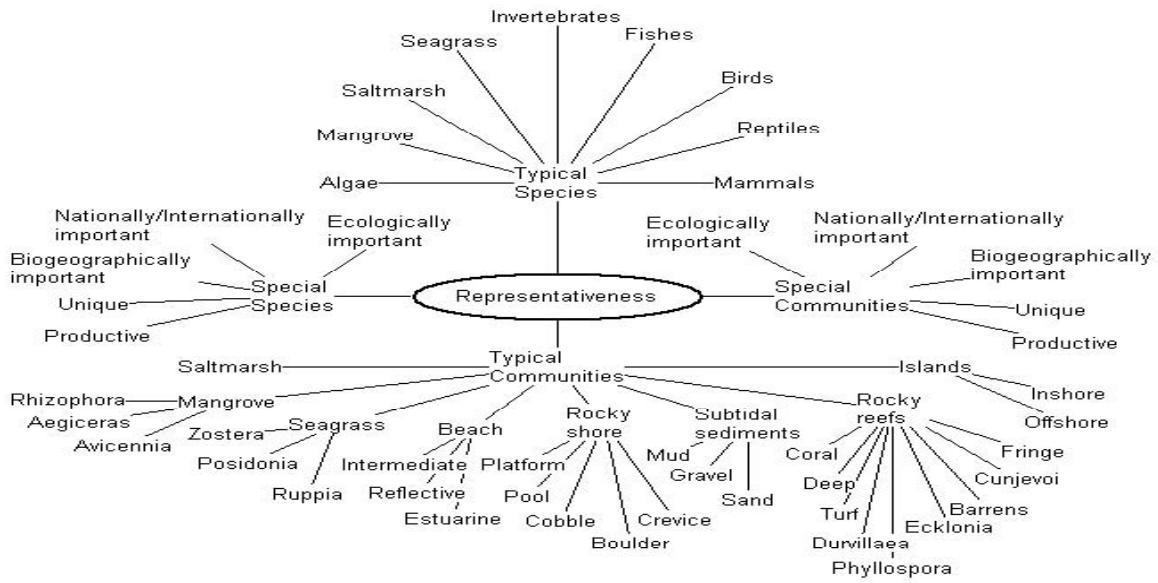 Invertebrates
Seagrass
Fishes
Saltmarsh
Birds
Mangrove
Reptiles
Algae
Typical
Species
Mammals
Nationally/Internationally
important
Ecologically
important
Biogeographically
important
Unique
Productive
Special
Species
Representativeness
Ecologically
important
Nationally/Internationally
important
Biogeographically
important
Special
Communities
Unique
Productive
Typical
Communities
Saltmarsh
Islands
Inshore
Offshore
Rhizophora
Mangrove
Aegiceras
Avicennia
Zostera
Seagrass
Posidonia
Ruppia
Beach
Intermediate
Reflective
Estuarine
Rocky
shore
Platform
Pool
Cobble
Boulder
Crevice
Subtidal
sediments
Mud
Gravel
Sand
Rocky
reefs
Coral
Deep
Turf
Durvillaea
Phyllospora
Ecklonia
Barrens
Cunjevoi
Fringe